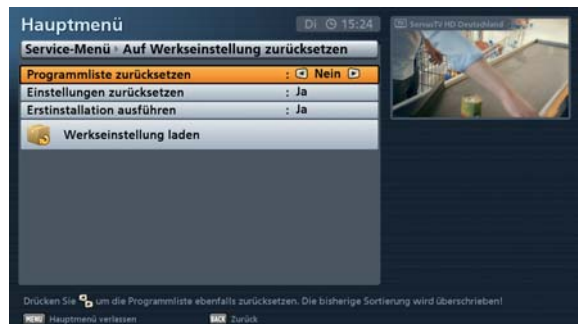 Hauptmenü
Di 15:24
ServusTV HD Deutschland
Service-Menü › Auf Werkseinstellung zurücksetzen
Programmliste zurücksetzen : Nein
Einstellungen zurücksetzen : Ja
Erstinstallation ausführen : Ja
Werkseinstellung laden
Drücken Sie um die Programmliste ebenfalls zurücksetzen. Die bisherige Sortierung wird überschrieben!
MENU Hauptmenü verlassen BACK Zurück